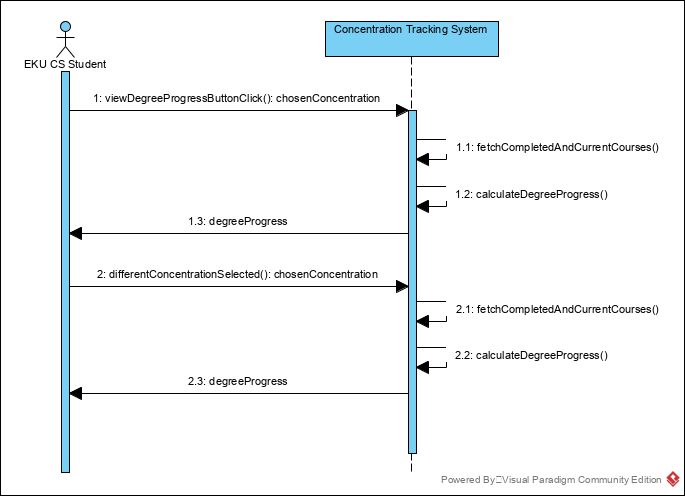 Concentration Tracking System
EKU CS Student
1: viewDegreeProgressButtonClick(): chosenConcentration
1.1: fetchCompletedAndCurrentCourses()
1.2: calculateDegreeProgress()
1.3: degreeProgress
2: differentConcentrationSelected(): chosenConcentration
2.1: fetchCompletedAndCurrentCourses()
2.2: calculateDegreeProgress()
2.3: degreeProgress
Powered By Visual Paradigm Community Edition